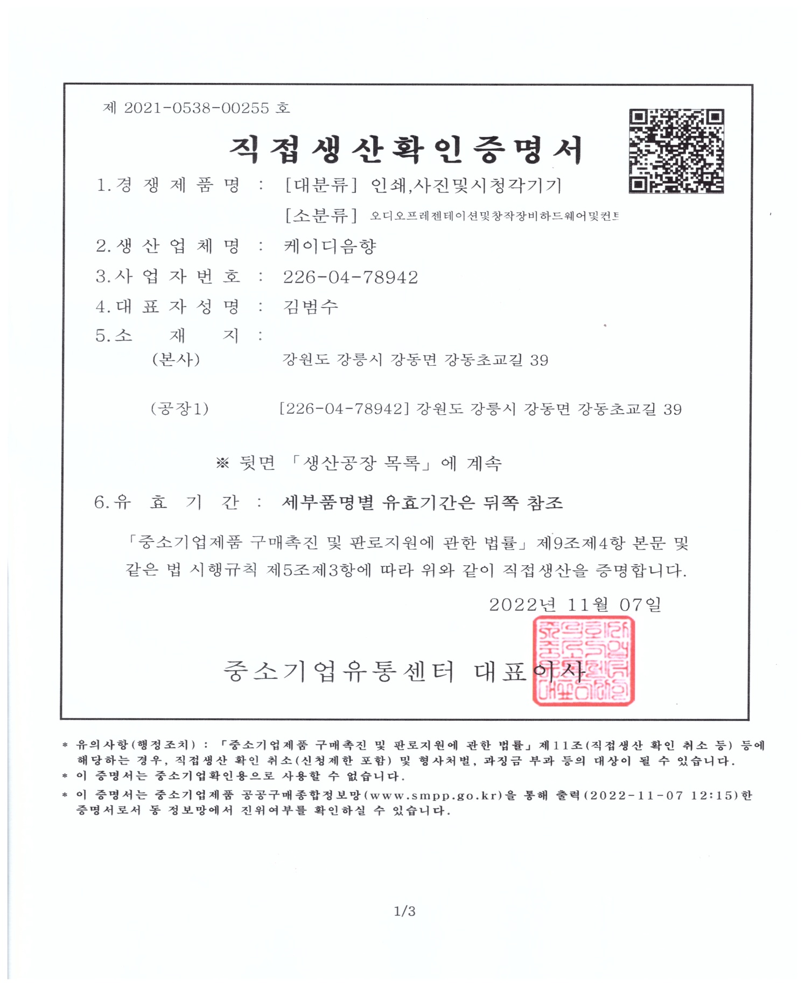 제 2021-0538-00255 호
직접생산확인증명서
1.경쟁제품명 : [대분류] 인쇄,사진및시청각기기
[소분류] 오디오프레젠테이션및창작장비하드웨어및컨트
2.생산업체명 : 케이디음향
3.사업자번호 : 226-04-78942
4.대표자성명 : 김범수
5.소재지 :
(본사) 강원도 강릉시 강동면 강동초교길 39
(공장1) [226-04-78942] 강원도 강릉시 강동면 강동초교길 39
※ 뒷면 「생산공장 목록」에 계속
6.유효기간 : 세부품명별 유효기간은 뒤쪽 참조
「중소기업제품 구매촉진 및 판로지원에 관한 법률」제9조제4항 본문 및
같은 법 시행규칙 제5조제3항에 따라 위와 같이 직접생산을 증명합니다.
2022년 11월 07일
중소기업유통센터 대표이사
* 유의사항(행정조치) : 「중소기업제품 구매촉진 및 판로지원에 관한 법률」제11조(직접생산 확인 취소 등) 등에
해당하는 경우, 직접생산 확인 취소(신청제한 포함) 및 형사처벌, 과징금 부과 등의 대상이 될 수 있습니다.
* 이 증명서는 중소기업확인용으로 사용할 수 없습니다.
* 이 증명서는 중소기업제품 공공구매종합정보망(www.smpp.go.kr)을 통해 출력(2022-11-07 12:15)한
증명서로서 동 정보망에서 진위여부를 확인하실 수 있습니다.
1/3